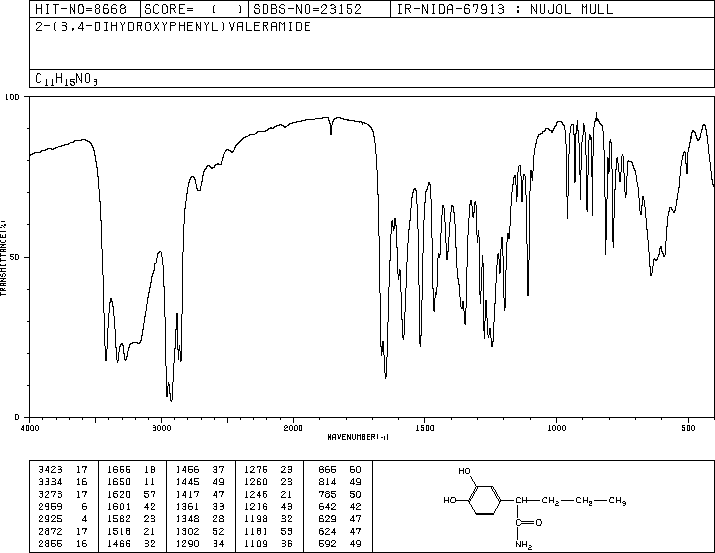 HIT-NO=8668 SCORE= ( ) SDBS-NO=23152 IR-NIDA-67913 : NUJOL MULL
2-(3,4-DIHYDROXYPHENYL)VALERAMIDE
C11H15NO3
100
50
0
TRANSMITTANCE(%)
4000 3000 2000 1500 1000 500
WAVENUMBER(-1)
3423 17 1666 18 1456 37 1276 23 866 60
3334 16 1650 11 1445 49 1260 23 814 49
3273 17 1620 57 1417 47 1246 21 785 50
2959 6 1601 42 1361 33 1216 43 642 42
2925 4 1582 23 1348 28 1198 32 629 47
2872 17 1518 21 1302 52 1181 53 624 47
2855 16 1466 32 1290 34 1109 36 592 49
HO
HO
CH-CH2-CH2-CH3
C=O
NH2